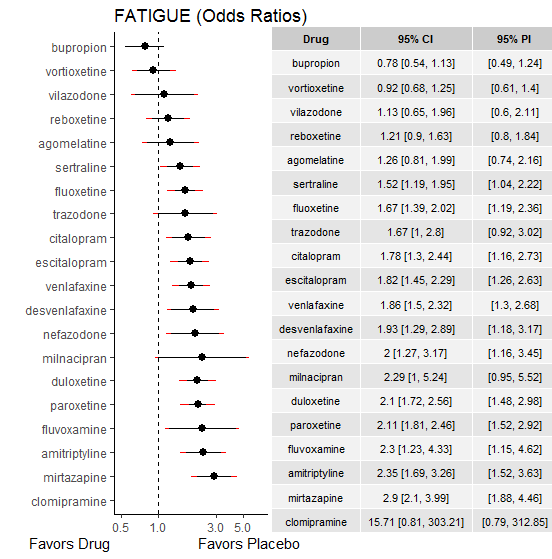 FATIGUE (Odds Ratios)
Drug 95% CI 95% PI
bupropion bupropion 0.78 [0.54, 1.13] [0.49, 1.24]
vortioxetine vortioxetine 0.92 [0.68, 1.25] [0.61, 1.4]
vilazodone vilazodone 1.13 [0.65, 1.96] [0.6, 2.11]
reboxetine reboxetine 1.21 [0.9, 1.63] [0.8, 1.84]
agomelatine agomelatine 1.26 [0.81, 1.99] [0.74, 2.16]
sertraline sertraline 1.52 [1.19, 1.95] [1.04, 2.22]
fluoxetine fluoxetine 1.67 [1.39, 2.02] [1.19, 2.36]
trazodone trazodone 1.67 [1, 2.8] [0.92, 3.02]
citalopram citalopram 1.78 [1.3, 2.44] [1.16, 2.73]
escitalopram escitalopram 1.82 [1.45, 2.29] [1.26, 2.63]
venlafaxine venlafaxine 1.86 [1.5, 2.32] [1.3, 2.68]
desvenlafaxine desvenlafaxine 1.93 [1.29, 2.89] [1.18, 3.17]
nefazodone nefazodone 2 [1.27, 3.17] [1.16, 3.45]
milnacipran milnacipran 2.29 [1, 5.24] [0.95, 5.52]
duloxetine duloxetine 2.1 [1.72, 2.56] [1.48, 2.98]
paroxetine paroxetine 2.11 [1.81, 2.46] [1.52, 2.92]
fluvoxamine fluvoxamine 2.3 [1.23, 4.33] [1.15, 4.62]
amitriptyline amitriptyline 2.35 [1.69, 3.26] [1.52, 3.63]
mirtazapine mirtazapine 2.9 [2.1, 3.99] [1.88, 4.46]
clomipramine clomipramine 15.71 [0.81, 303.21] [0.79, 312.85]
0.5 1.0 3.0 5.0
Favors Drug Favors Placebo